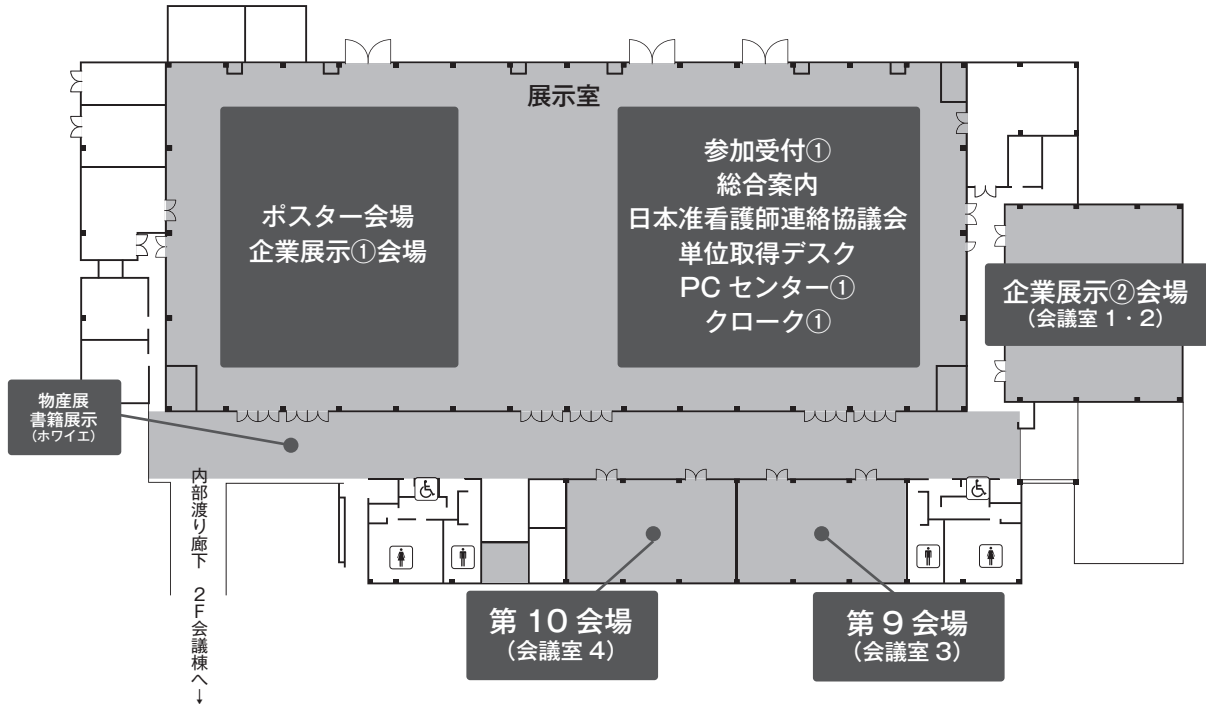 展示室
ポスター会場
企業展示①会場
参加受付①
総合案内
日本准看護師連絡協議会
単位取得デスク
PC センター①
クローク①
企業展示②会場
(会議室 1・2)
物産展
書籍展示
(ホワイエ)
内部渡り廊下 2F会議棟へ↓
第 10 会場
(会議室 4)
第 9 会場
(会議室 3)